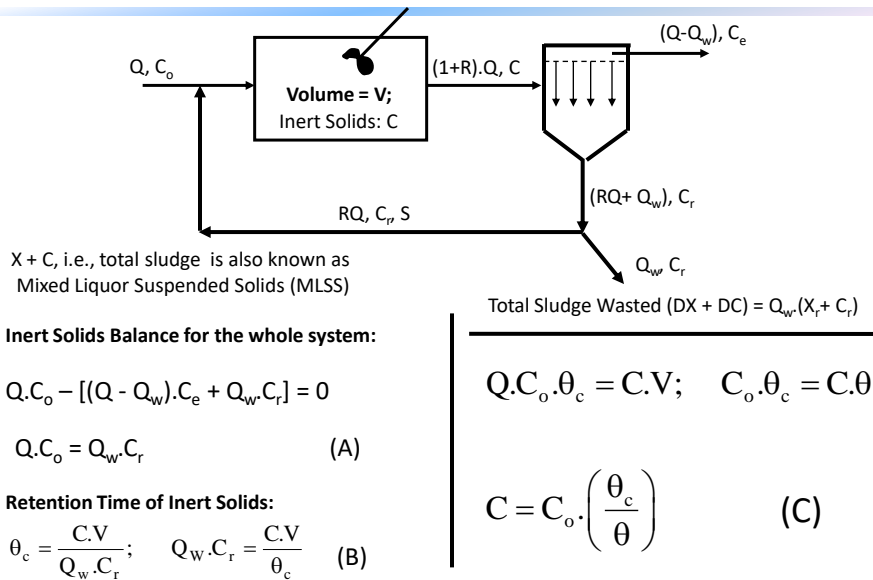 (Q-Qw), Ce
Q, Co
(1+R).Q, C
Volume = V;
Inert Solids: C
(RQ+ Qw), Cr
RQ, Cr, S
Qw, Cr
X + C, i.e., total sludge is also known as
Mixed Liquor Suspended Solids (MLSS)
Total Sludge Wasted (DX + DC) = Qw.(Xr+ Cr)
Inert Solids Balance for the whole system:
Q.Co – [(Q - Qw).Ce + Qw.Cr] = 0
Q.Co = Qw.Cr (A)
Retention Time of Inert Solids:
θc = C.V / Qw.Cr ; QW.Cr = C.V / θc (B)
Q.Co.θc = C.V; Co.θc = C.θ
C = Co.(θc / θ) (C)